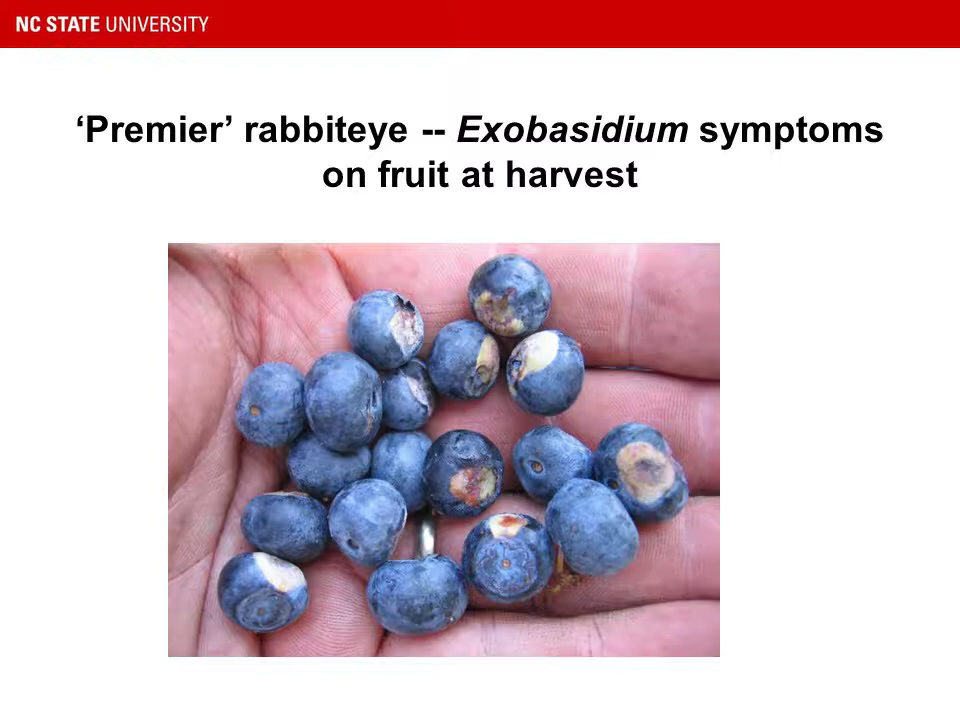 NC STATE UNIVERSITY
‘Premier’ rabbiteye -- Exobasidium symptoms
on fruit at harvest